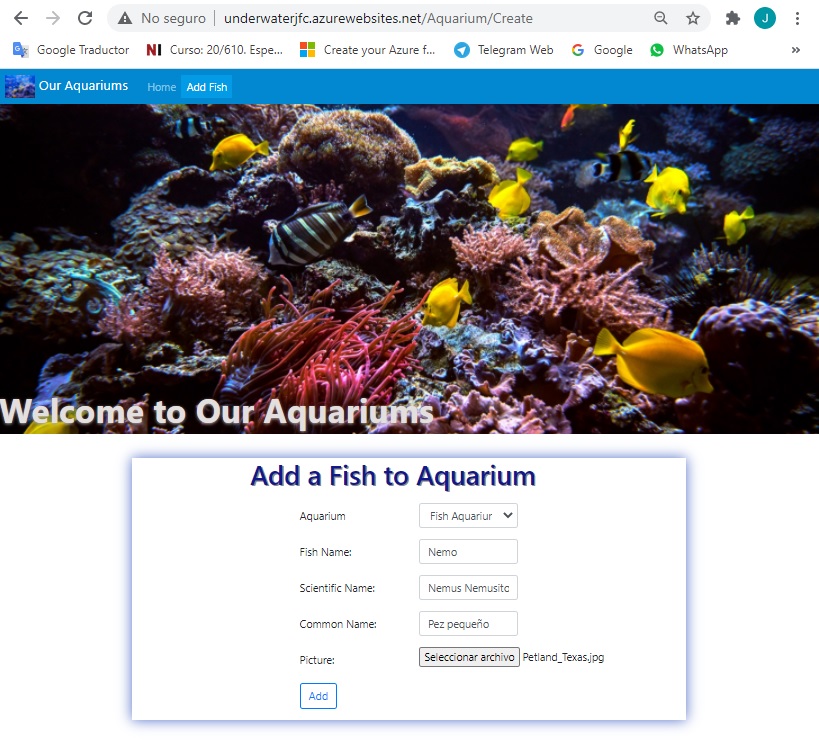 No seguro | underwaterjfc.azurewebsites.net/Aquarium/Create
J
Google Traductor NI Curso: 20/610. Espe... Create your Azure f... Telegram Web G Google WhatsApp »
Our Aquariums Home Add Fish
Welcome to Our Aquariums
Add a Fish to Aquarium
Aquarium Fish Aquariur
Fish Name: Nemo
Scientific Name: Nemus Nemusito
Common Name: Pez pequeño
Picture: Seleccionar archivo Petland_Texas.jpg
Add